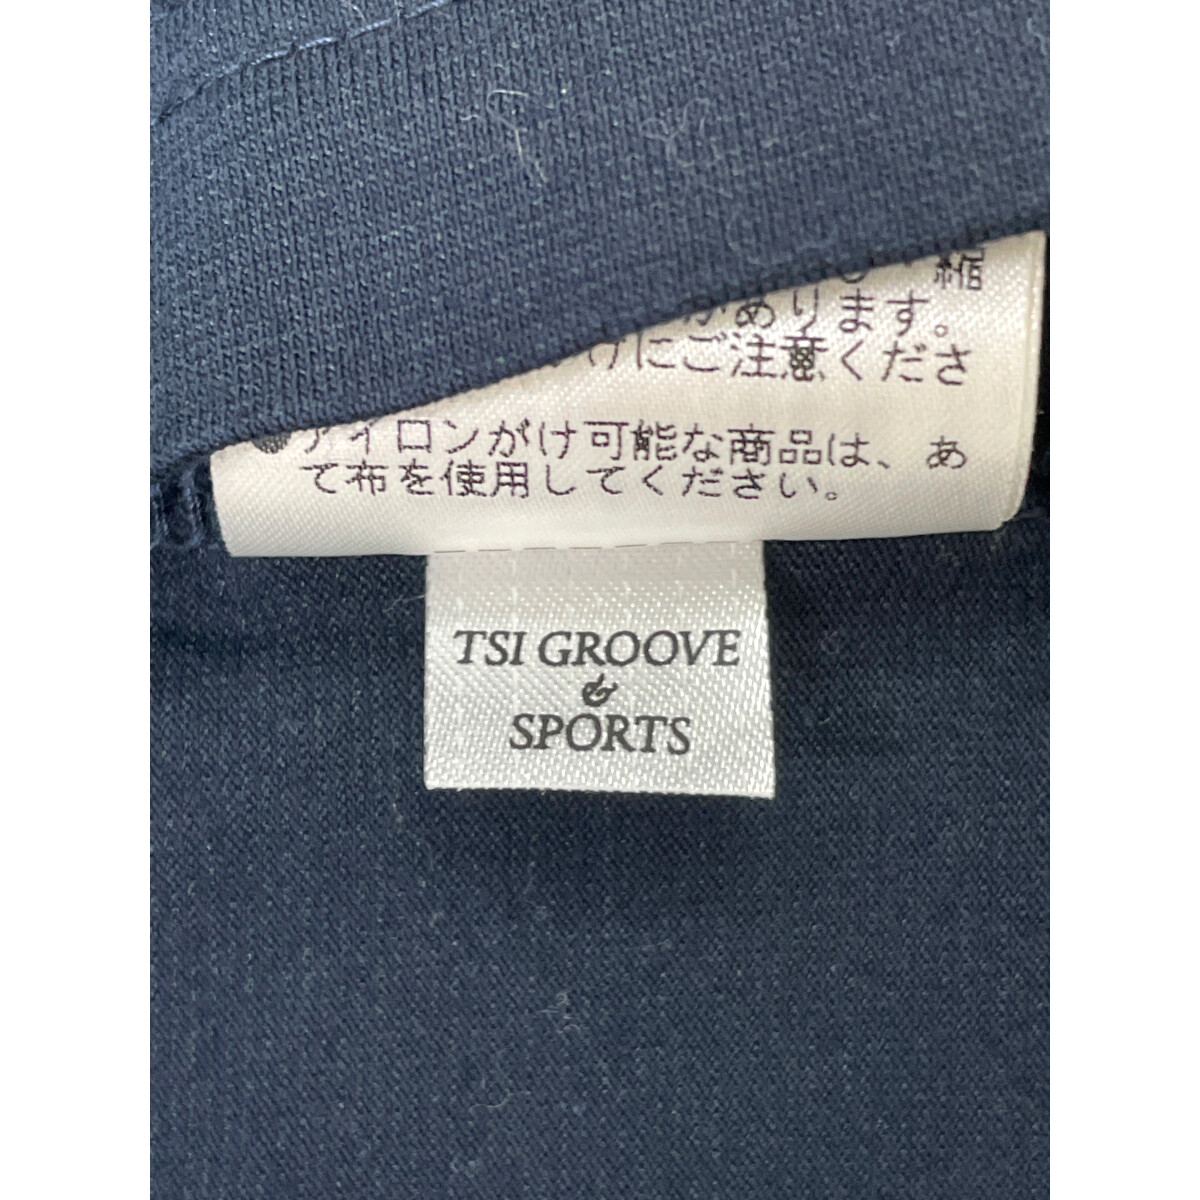 縮
があります。
けにご注意くださ
●アイロンがけ可能な商品は、あ
て布を使用してください。
TSI GROOVE
&
SPORTS